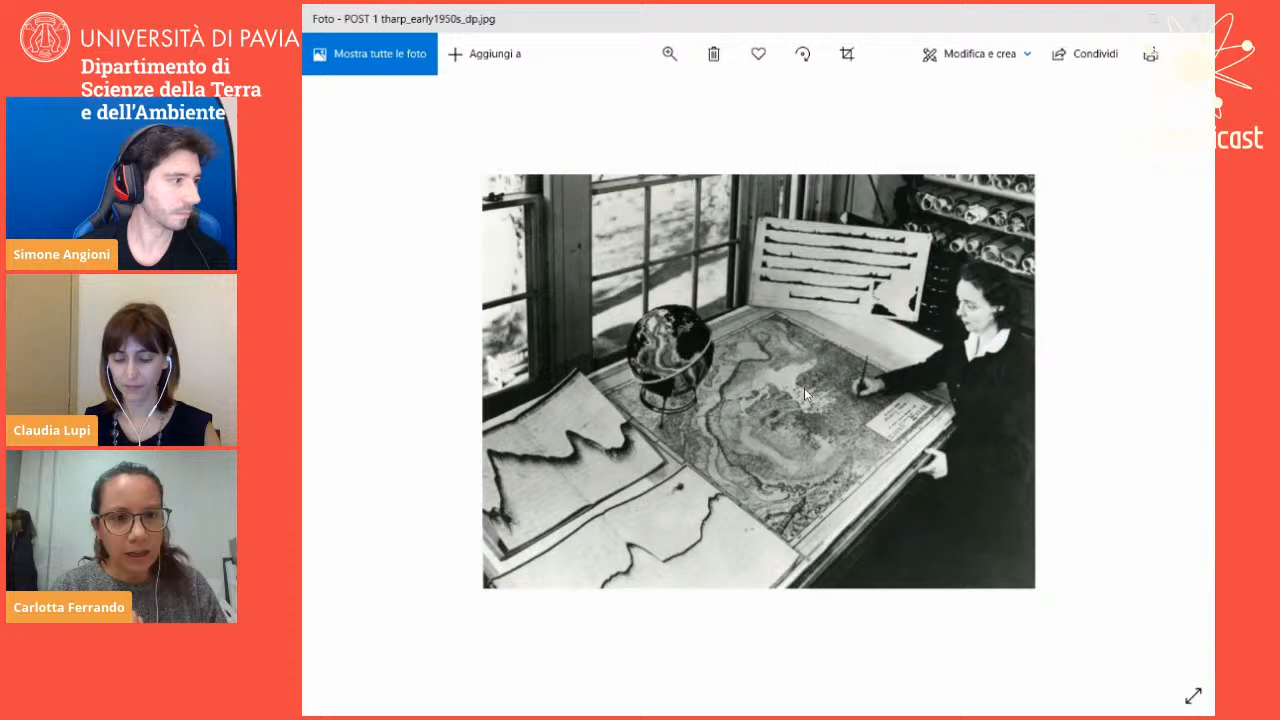 UNIVERSITÀ DI PAVIA
Dipartimento di
Scienze della Terra
e dell'Ambiente
Foto - POST 1 tharp_early1950s_dp.jpg
Mostra tutte le foto
Aggiungi a
Modifica e crea
Condividi
Simone Angioni
Claudia Lupi
Carlotta Ferrando